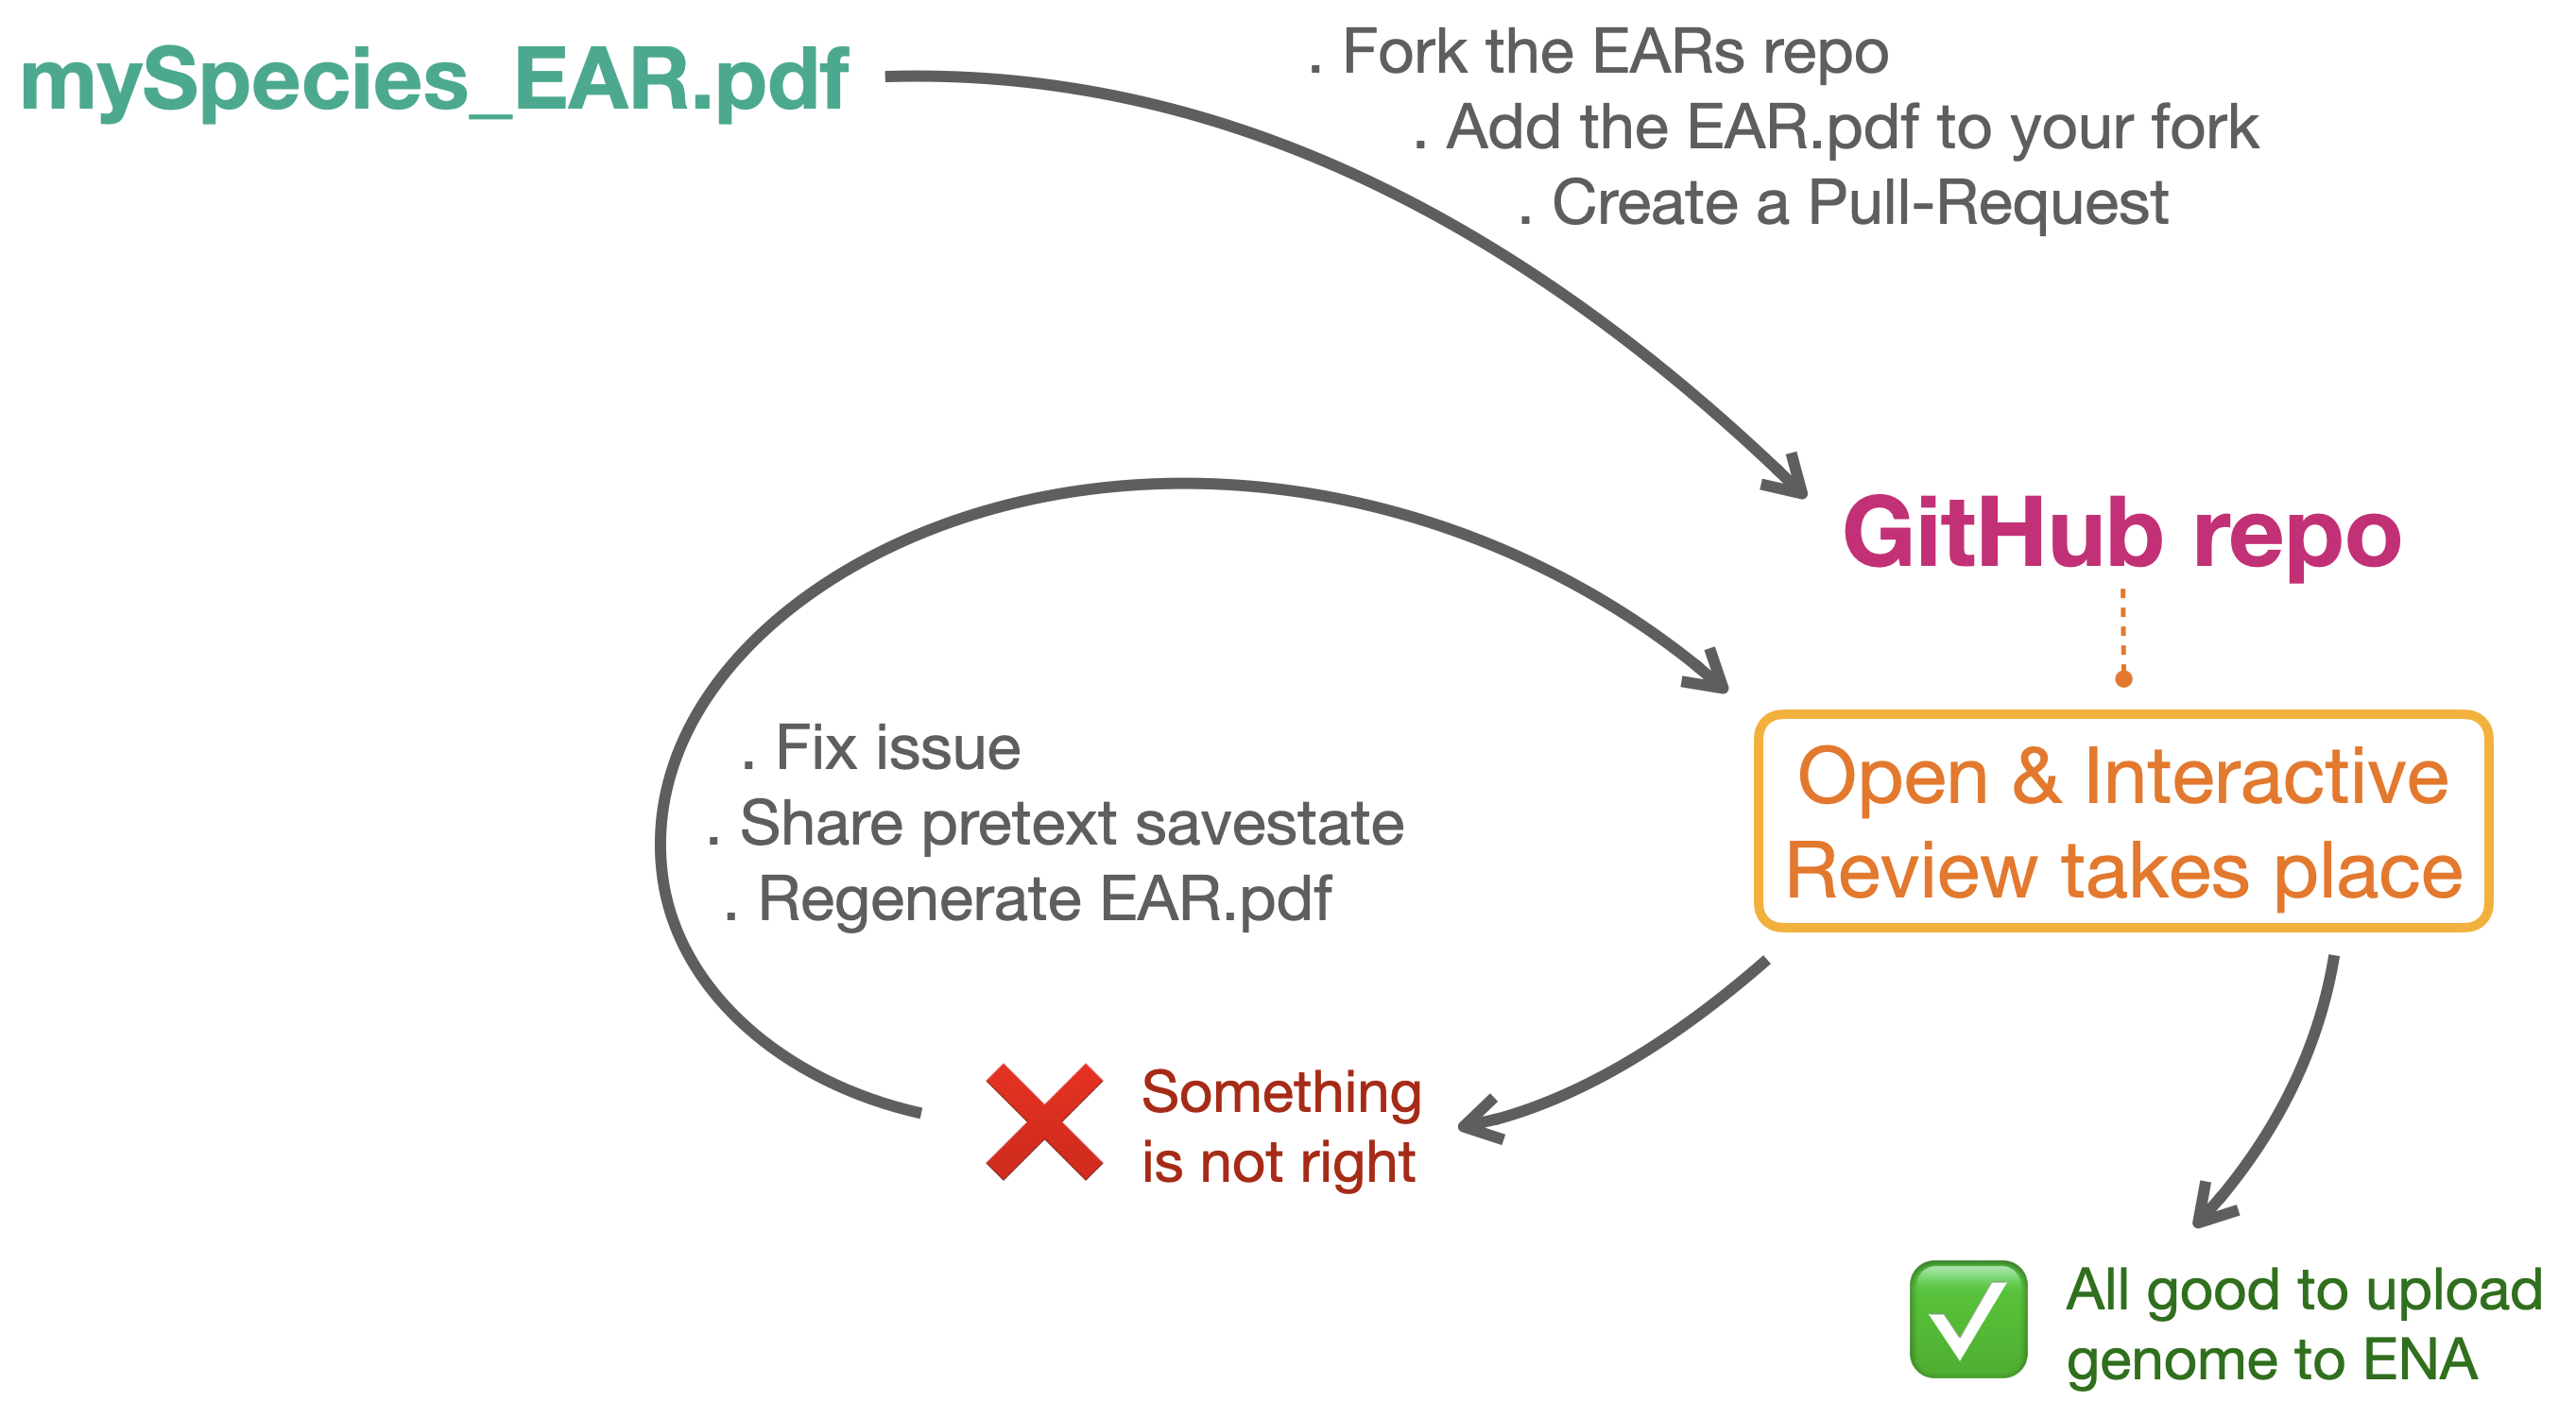 mySpecies_EAR.pdf
. Fork the EARs repo
. Add the EAR.pdf to your fork
. Create a Pull-Request
GitHub repo
Open & Interactive
Review takes place
. Fix issue
. Share pretext savestate
. Regenerate EAR.pdf
Something
is not right
All good to upload
genome to ENA